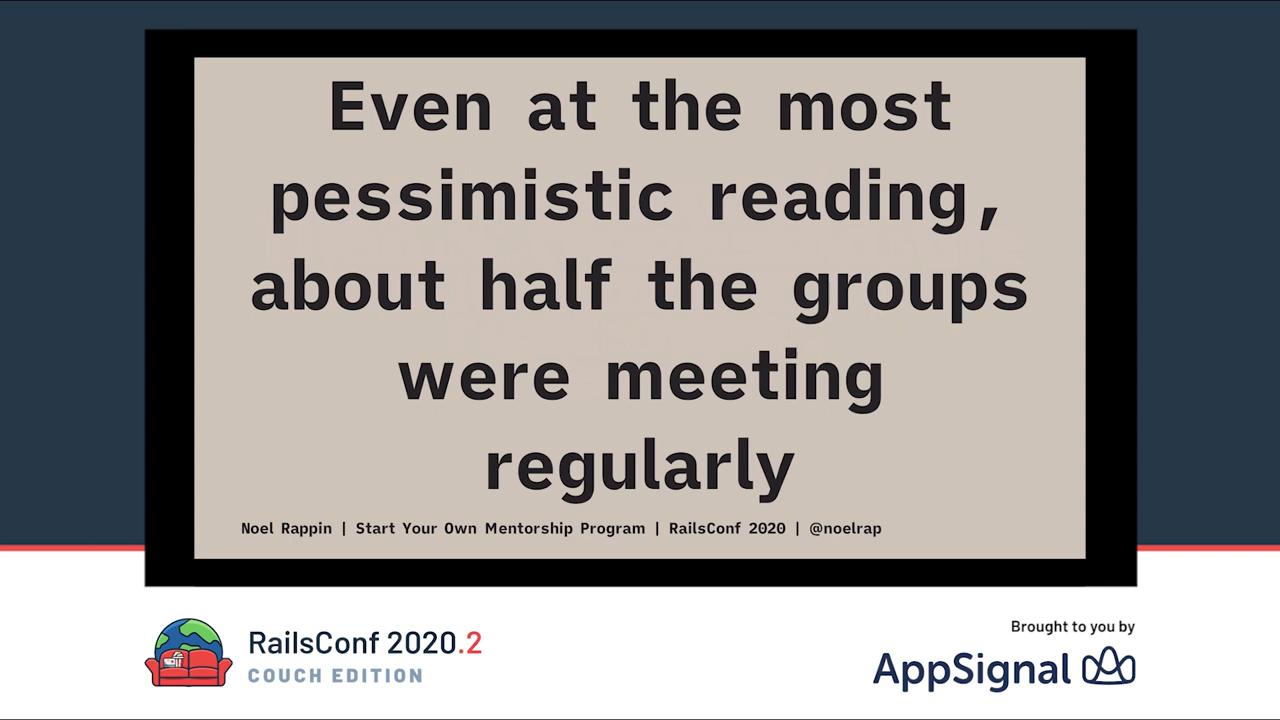 Even at the most
pessimistic reading,
about half the groups
were meeting
regularly
Noel Rappin | Start Your Own Mentorship Program | RailsConf 2020 | @noelrap
RailsConf 2020.2
COUCH EDITION
Brought to you by
AppSignal